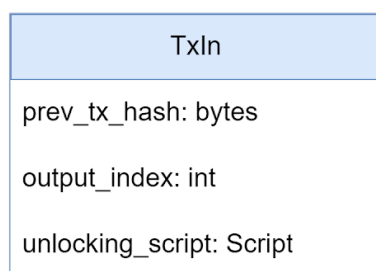 TxIn
prev_tx_hash: bytes
output_index: int
unlocking_script: Script